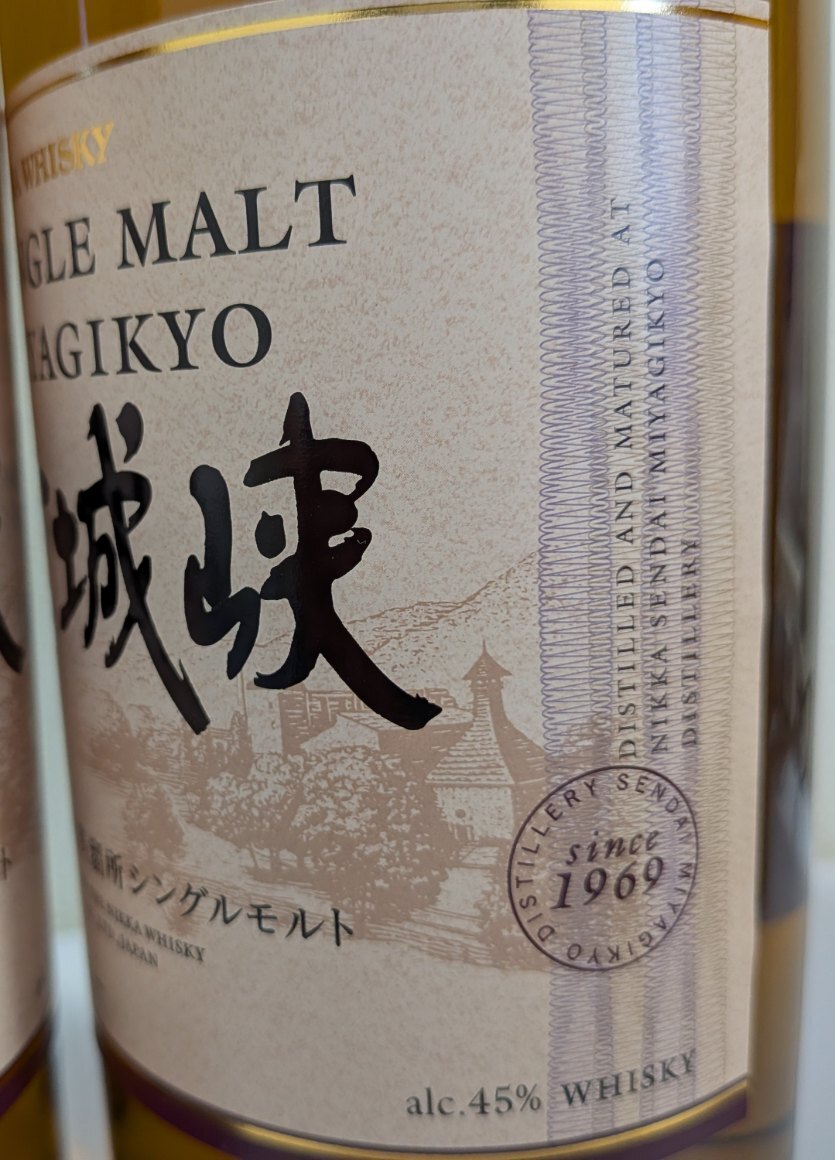 WHISKY
GLE MALT
AGIKYO
城峡
DISTILLED AND MATURED AT
NIKKA SENDAI MIYAGIKYO
DISTILLERY
DISTILLERY SENDAI MIYAGIKYO
since
1969
所シングルモルト
NIKKA WHISKY
JAPAN
alc.45% WHISKY